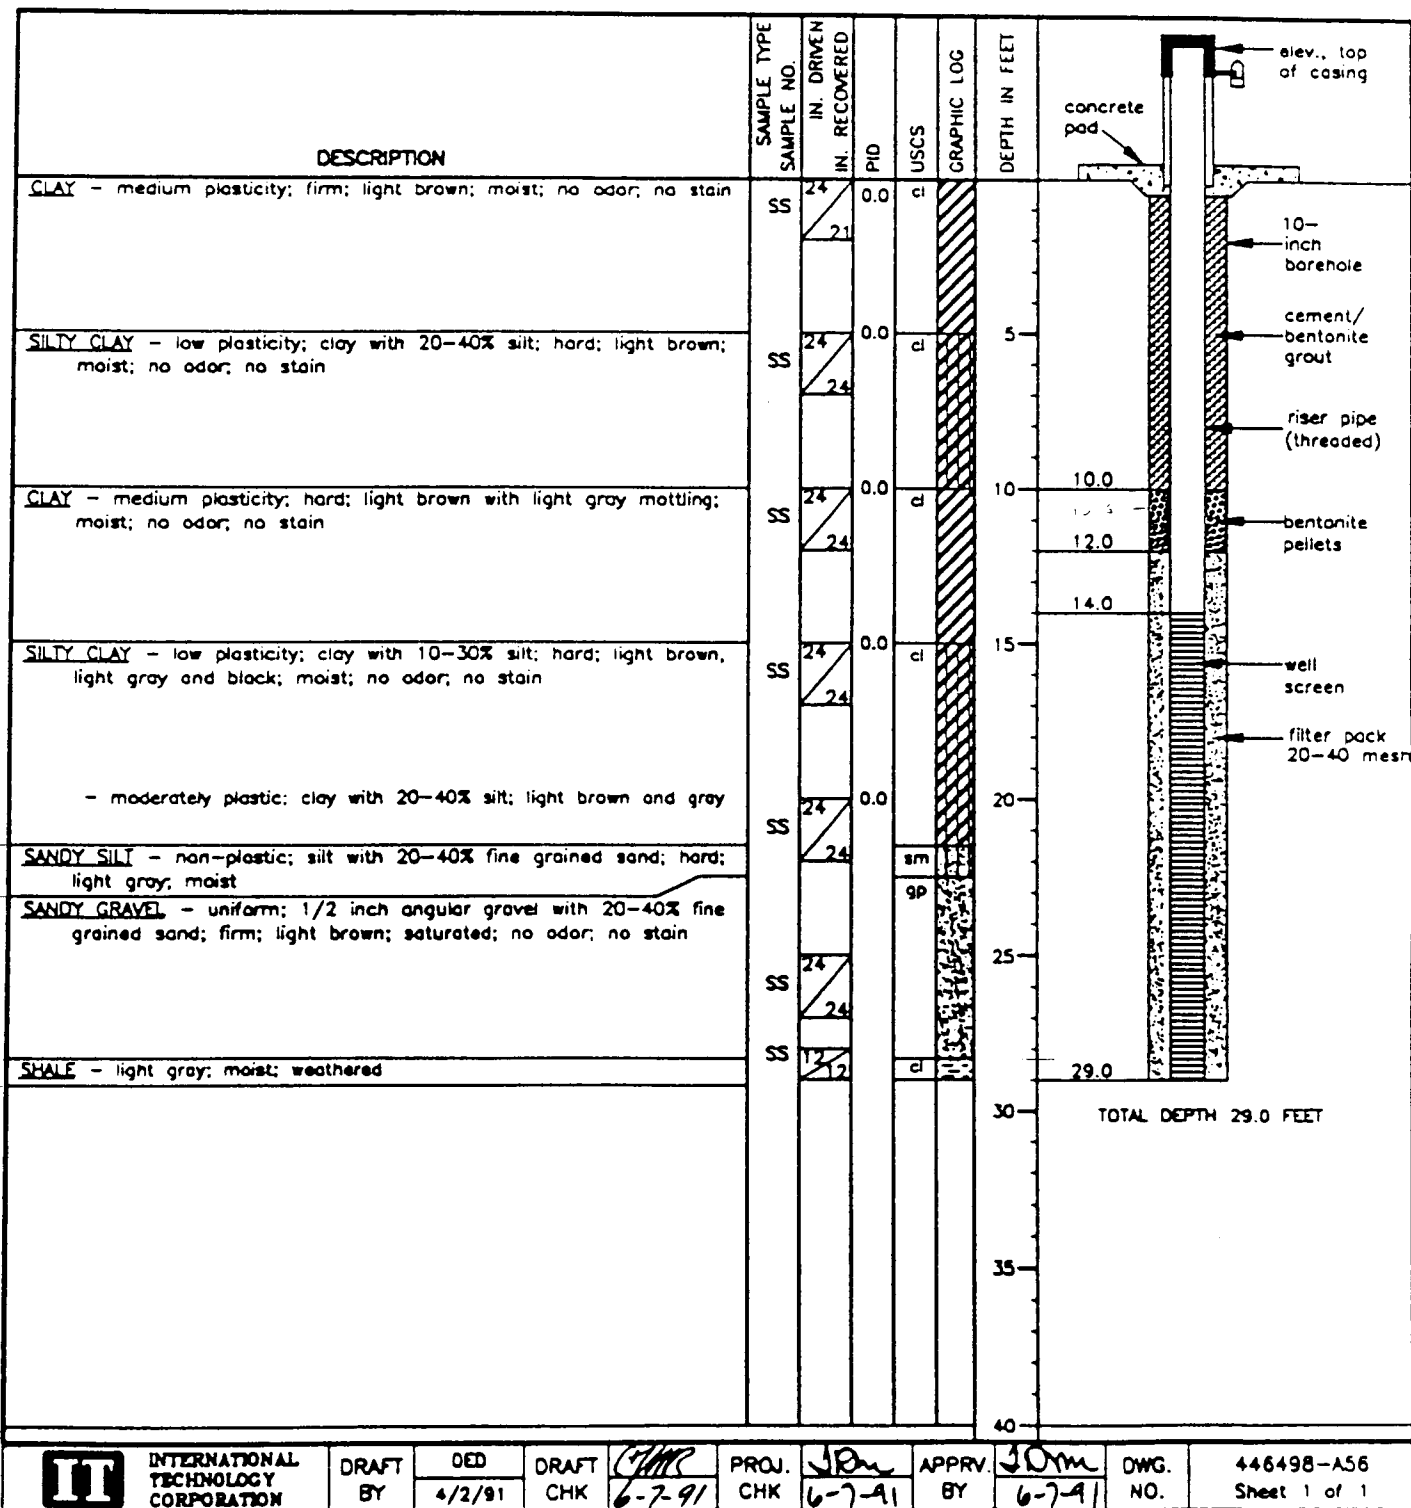 DESCRIPTION
SAMPLE TYPE
SAMPLE NO.
IN. DRIVEN
IN. RECOVERED
PID
USCS
GRAPHIC LOG
DEPTH IN FEET
elev., top
of casing
concrete
pad
CLAY – medium plasticity; firm; light brown; moist; no odor; no stain
SS
24
21
0.0
cl
10–
inch
borehole
cement/
bentonite
grout
SILTY CLAY – low plasticity; clay with 20–40% silt; hard; light brown;
moist; no odor; no stain
SS
24
24
0.0
cl
5
riser pipe
(threaded)
CLAY – medium plasticity; hard; light brown with light gray mottling;
moist; no odor; no stain
SS
24
24
0.0
cl
10
10.0
12.0
bentonite
pellets
14.0
SILTY CLAY – low plasticity; clay with 10–30% silt; hard; light brown,
light gray and black; moist; no odor; no stain
SS
24
24
0.0
cl
15
well
screen
filter pack
20–40 mesh
– moderately plastic; clay with 20–40% silt; light brown and gray
SS
24
24
0.0
20
SANDY SILT – non–plastic; silt with 20–40% fine grained sand; hard;
light gray; moist
sm
SANDY GRAVEL – uniform; 1/2 inch angular gravel with 20–40% fine
grained sand; firm; light brown; saturated; no odor; no stain
gp
SS
24
24
25
SHALE – light gray; moist; weathered
SS
12
12
cl
29.0
30
TOTAL DEPTH 29.0 FEET
35
40
IT
INTERNATIONAL
TECHNOLOGY
CORPORATION
DRAFT
BY
DED
4/2/91
DRAFT
CHK
6-7-91
PROJ.
CHK
6-7-91
APPRV.
BY
6-7-91
DWG.
NO.
446498–A56
Sheet 1 of 1